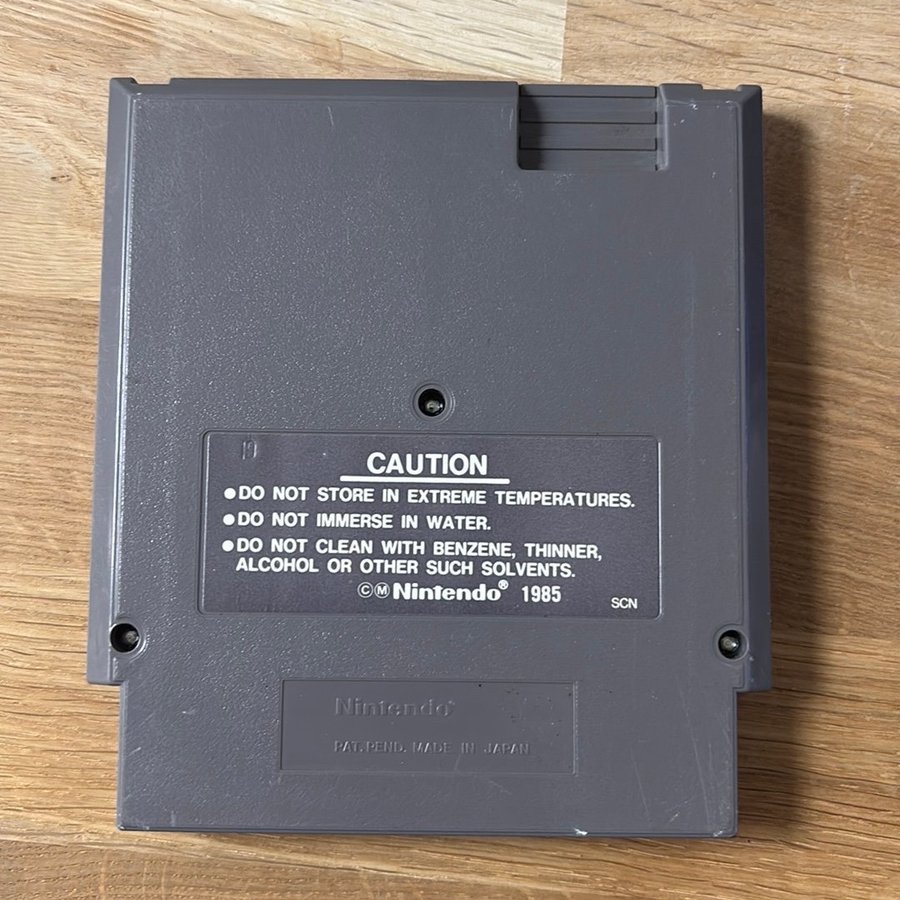 19
CAUTION
●DO NOT STORE IN EXTREME TEMPERATURES.
●DO NOT IMMERSE IN WATER.
●DO NOT CLEAN WITH BENZENE, THINNER,
ALCOHOL OR OTHER SUCH SOLVENTS.
©Ⓜ Nintendo® 1985
SCN
Nintendo®
PAT.PEND. MADE IN JAPAN